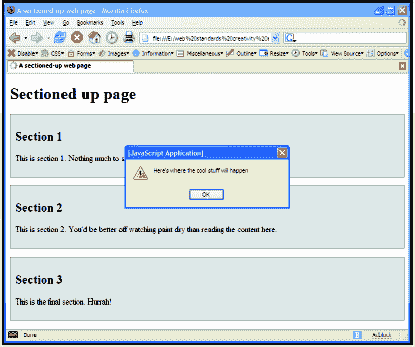 A sectioned-up web page - Mozilla Firefox
File Edit View Go Bookmarks Tools Help
file:///E:/web%20standards%20creativity%20
Disable CSS Forms Images Information Miscellaneous Outline Resize Tools View Source Options
A sectioned-up web page
Sectioned up page
Section 1
This is section 1. Nothing much to s
[JavaScript Application]
Here's where the cool stuff will happen
OK
Section 2
This is section 2. You'd be better off watching paint dry than reading the content here.
Section 3
This is the final section. Hurrah!
Done
Adblock